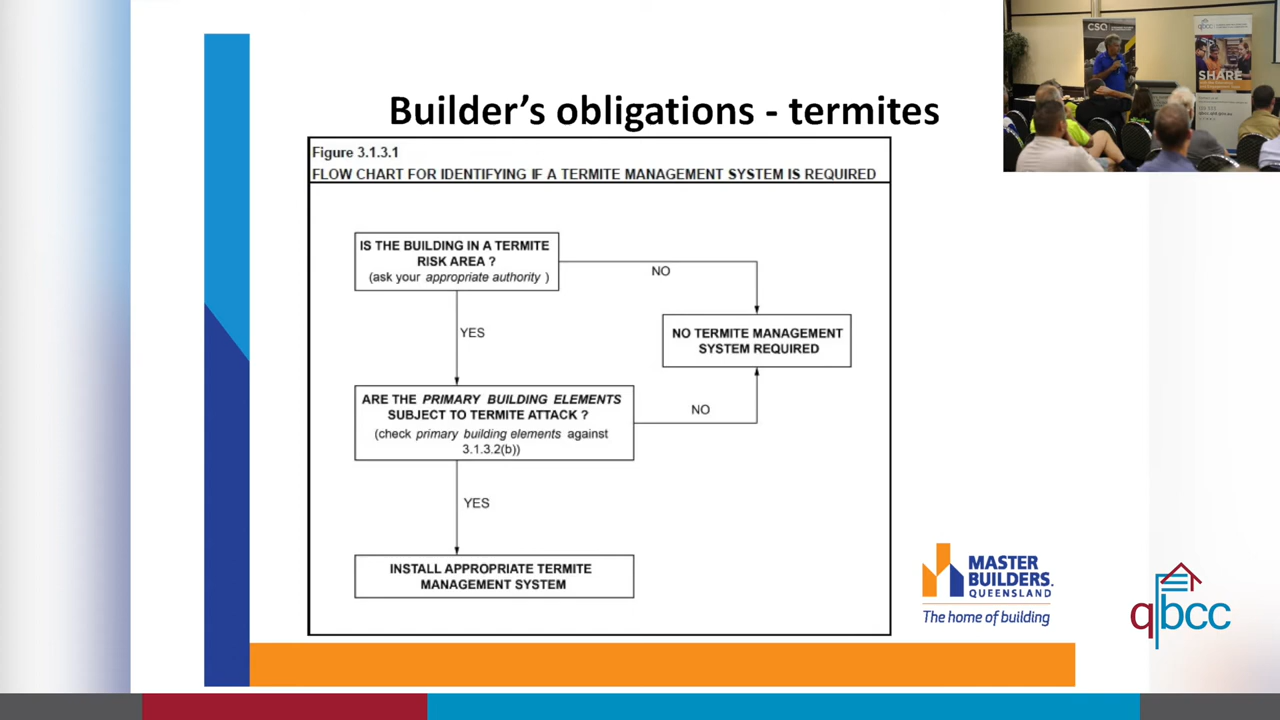 Builder's obligations - termites
Figure 3.1.3.1
FLOW CHART FOR IDENTIFYING IF A TERMITE MANAGEMENT SYSTEM IS REQUIRED
IS THE BUILDING IN A TERMITE
RISK AREA ?
(ask your appropriate authority )
NO
YES
NO TERMITE MANAGEMENT
SYSTEM REQUIRED
ARE THE PRIMARY BUILDING ELEMENTS
SUBJECT TO TERMITE ATTACK ?
(check primary building elements against
3.1.3.2(b))
NO
YES
INSTALL APPROPRIATE TERMITE
MANAGEMENT SYSTEM
MASTER
BUILDERS.
QUEENSLAND
The home of building
qbcc
CSQ
qbcc
SHARE